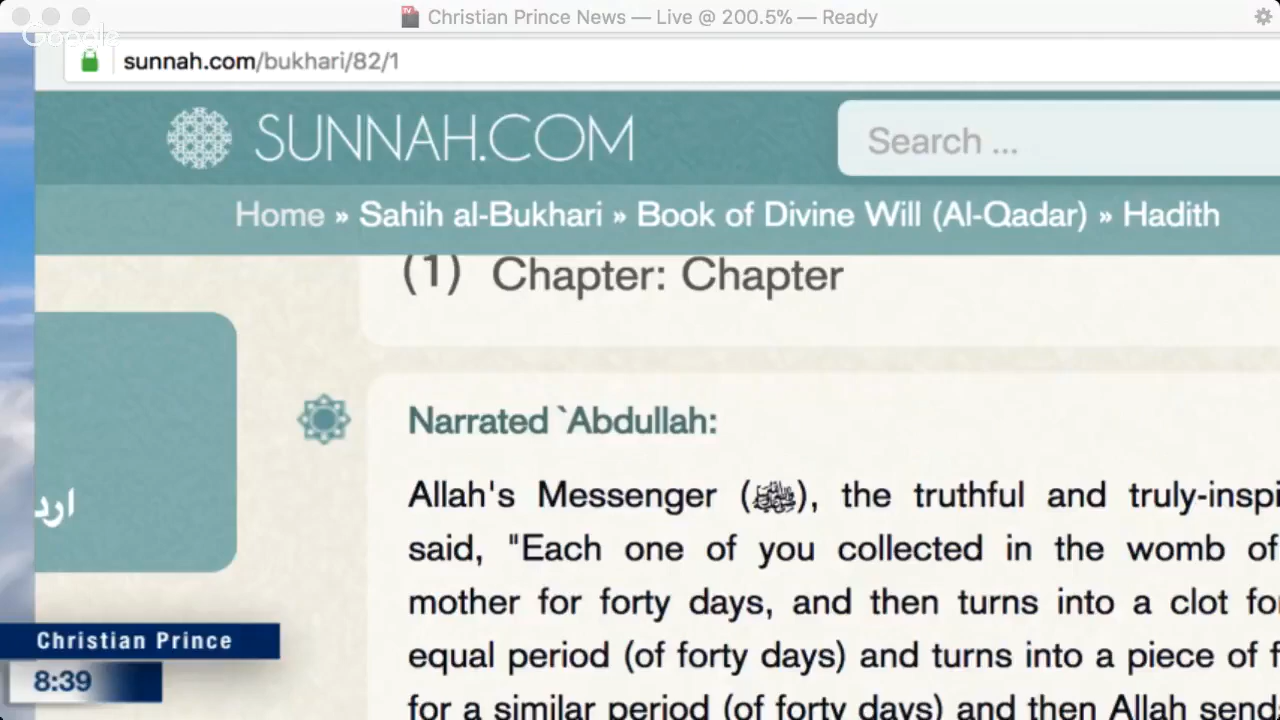 Christian Prince News — Live @ 200.5% — Ready
Google
sunnah.com/bukhari/82/1
SUNNAH.COM
Search ...
Home » Sahih al-Bukhari » Book of Divine Will (Al-Qadar) » Hadith
(1) Chapter: Chapter
Narrated `Abdullah:
Allah's Messenger (ﷺ), the truthful and truly-inspi
said, "Each one of you collected in the womb of
mother for forty days, and then turns into a clot for
equal period (of forty days) and turns into a piece of f
for a similar period (of forty days) and then Allah send
ارد
Christian Prince
8:39